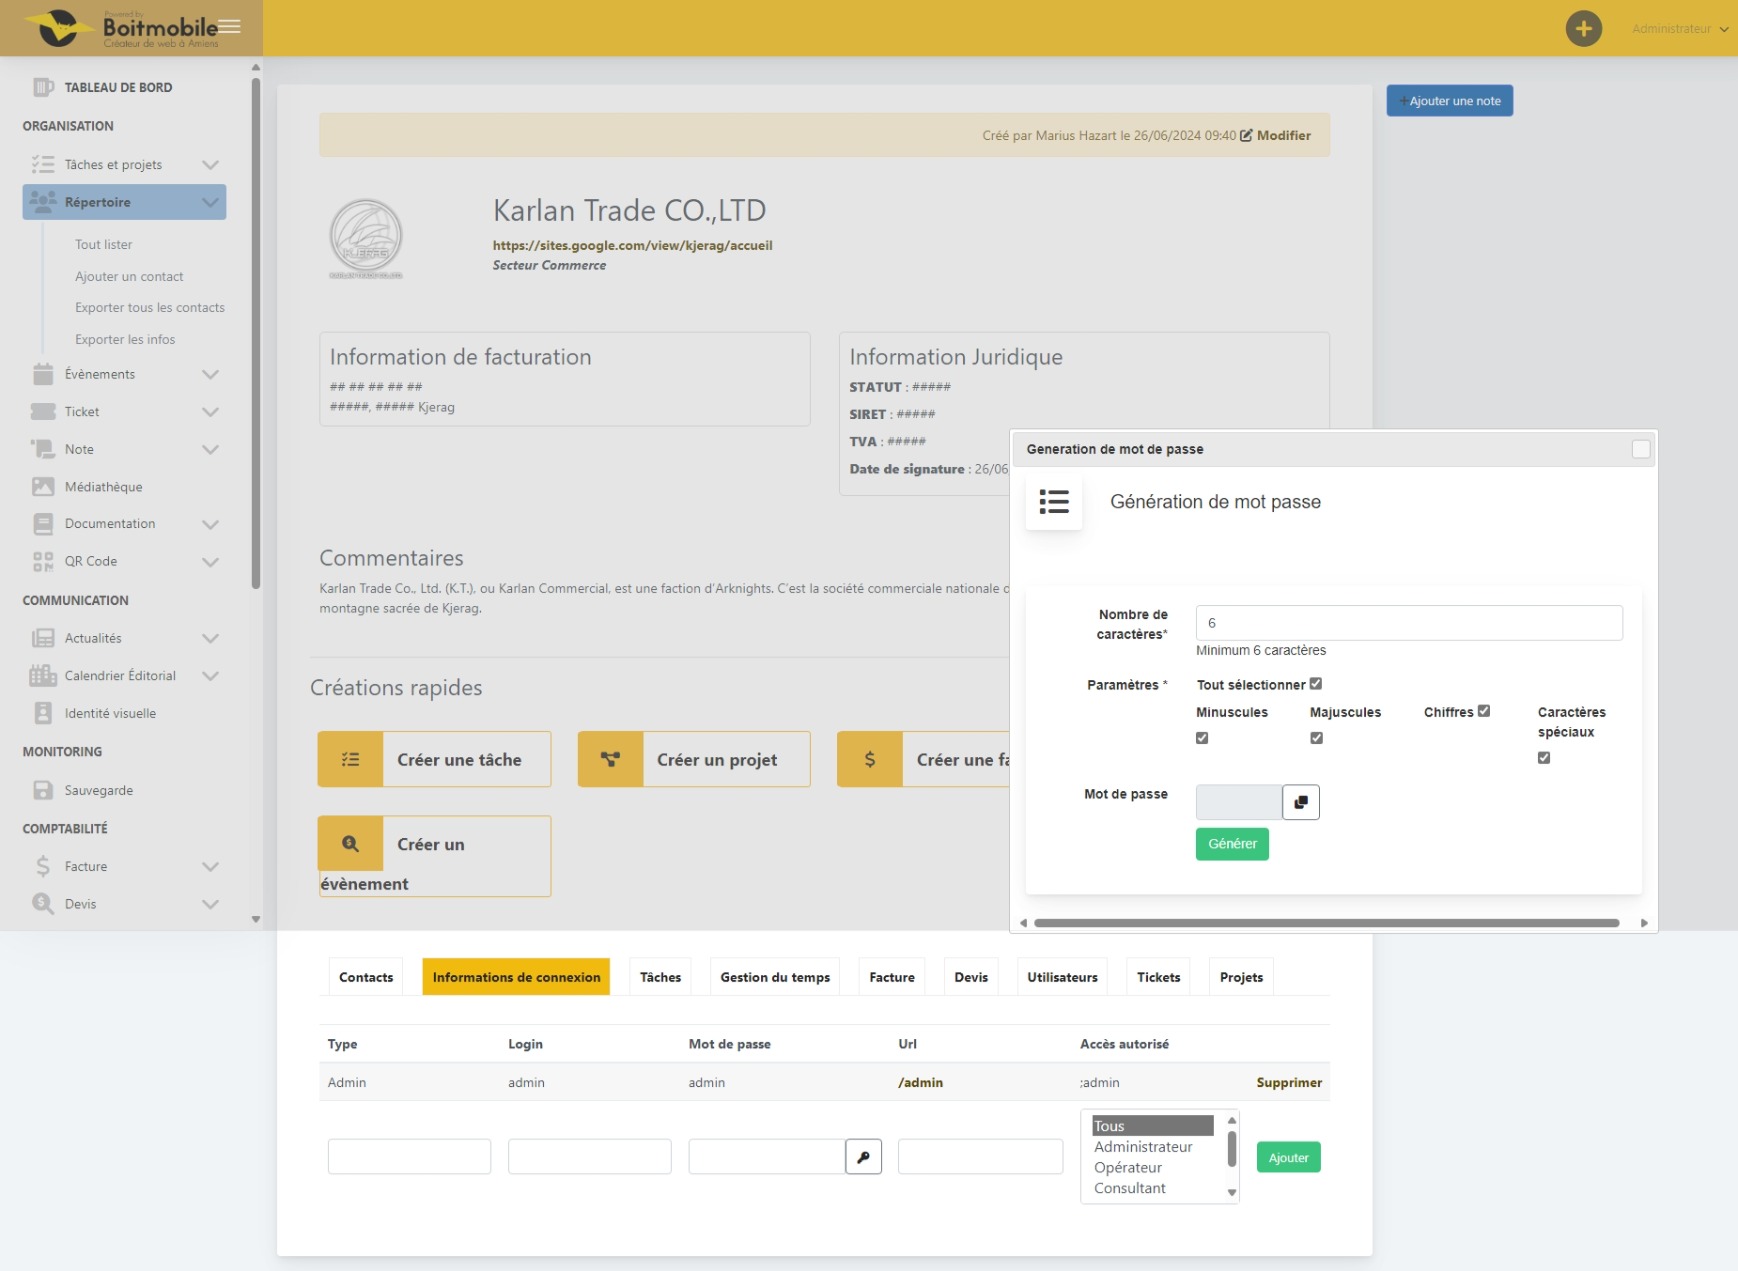 Powered by
Boitmobile
Créateur de web à Amiens
Administrateur
TABLEAU DE BORD
ORGANISATION
Tâches et projets
Répertoire
Tout lister
Ajouter un contact
Exporter tous les contacts
Exporter les infos
Évènements
Ticket
Note
Médiathèque
Documentation
QR Code
COMMUNICATION
Actualités
Calendrier Éditorial
Identité visuelle
MONITORING
Sauvegarde
COMPTABILITÉ
Facture
Devis
+Ajouter une note
Créé par Marius Hazart le 26/06/2024 09:40 Modifier
KJERAG
KARLAN TRADE CO.,LTD.
Karlan Trade CO.,LTD
https://sites.google.com/view/kjerag/accueil
Secteur Commerce
Information de facturation
## ## ## ## ##
#####, ##### Kjerag
Information Juridique
STATUT : #####
SIRET : #####
TVA : #####
Date de signature : 26/06
Commentaires
Karlan Trade Co., Ltd. (K.T.), ou Karlan Commercial, est une faction d'Arknights. C'est la société commerciale nationale
montagne sacrée de Kjerag.
Créations rapides
Créer une tâche
Créer un projet
Créer une fa
Créer un
évènement
Generation de mot de passe
Génération de mot passe
Nombre de
caractères*
6
Minimum 6 caractères
Paramètres *
Tout sélectionner
Minuscules
Majuscules
Chiffres
Caractères
spéciaux
Mot de passe
Générer
Contacts
Informations de connexion
Tâches
Gestion du temps
Facture
Devis
Utilisateurs
Tickets
Projets
Type Login Mot de passe Url Accès autorisé
Admin admin admin /admin ;admin Supprimer
Tous
Administrateur
Opérateur
Consultant
Ajouter